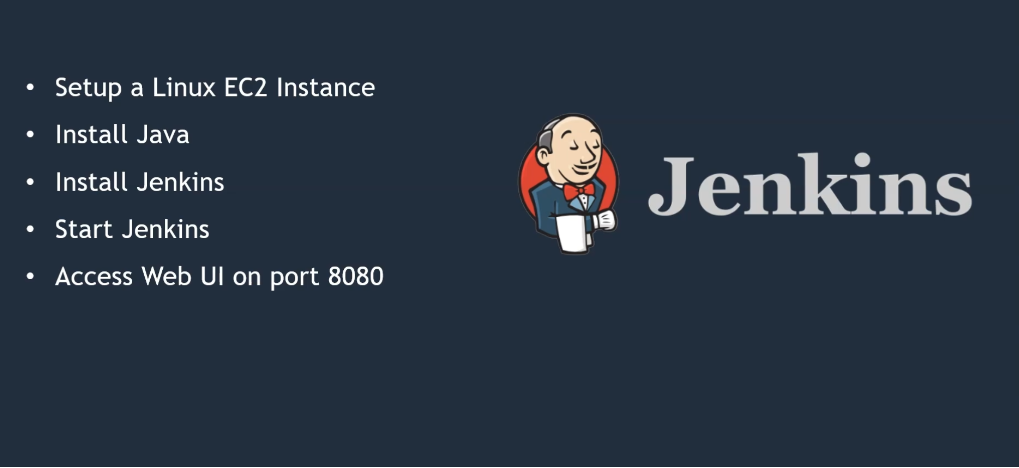 • Setup a Linux EC2 Instance
• Install Java
• Install Jenkins
• Start Jenkins
• Access Web UI on port 8080
Jenkins